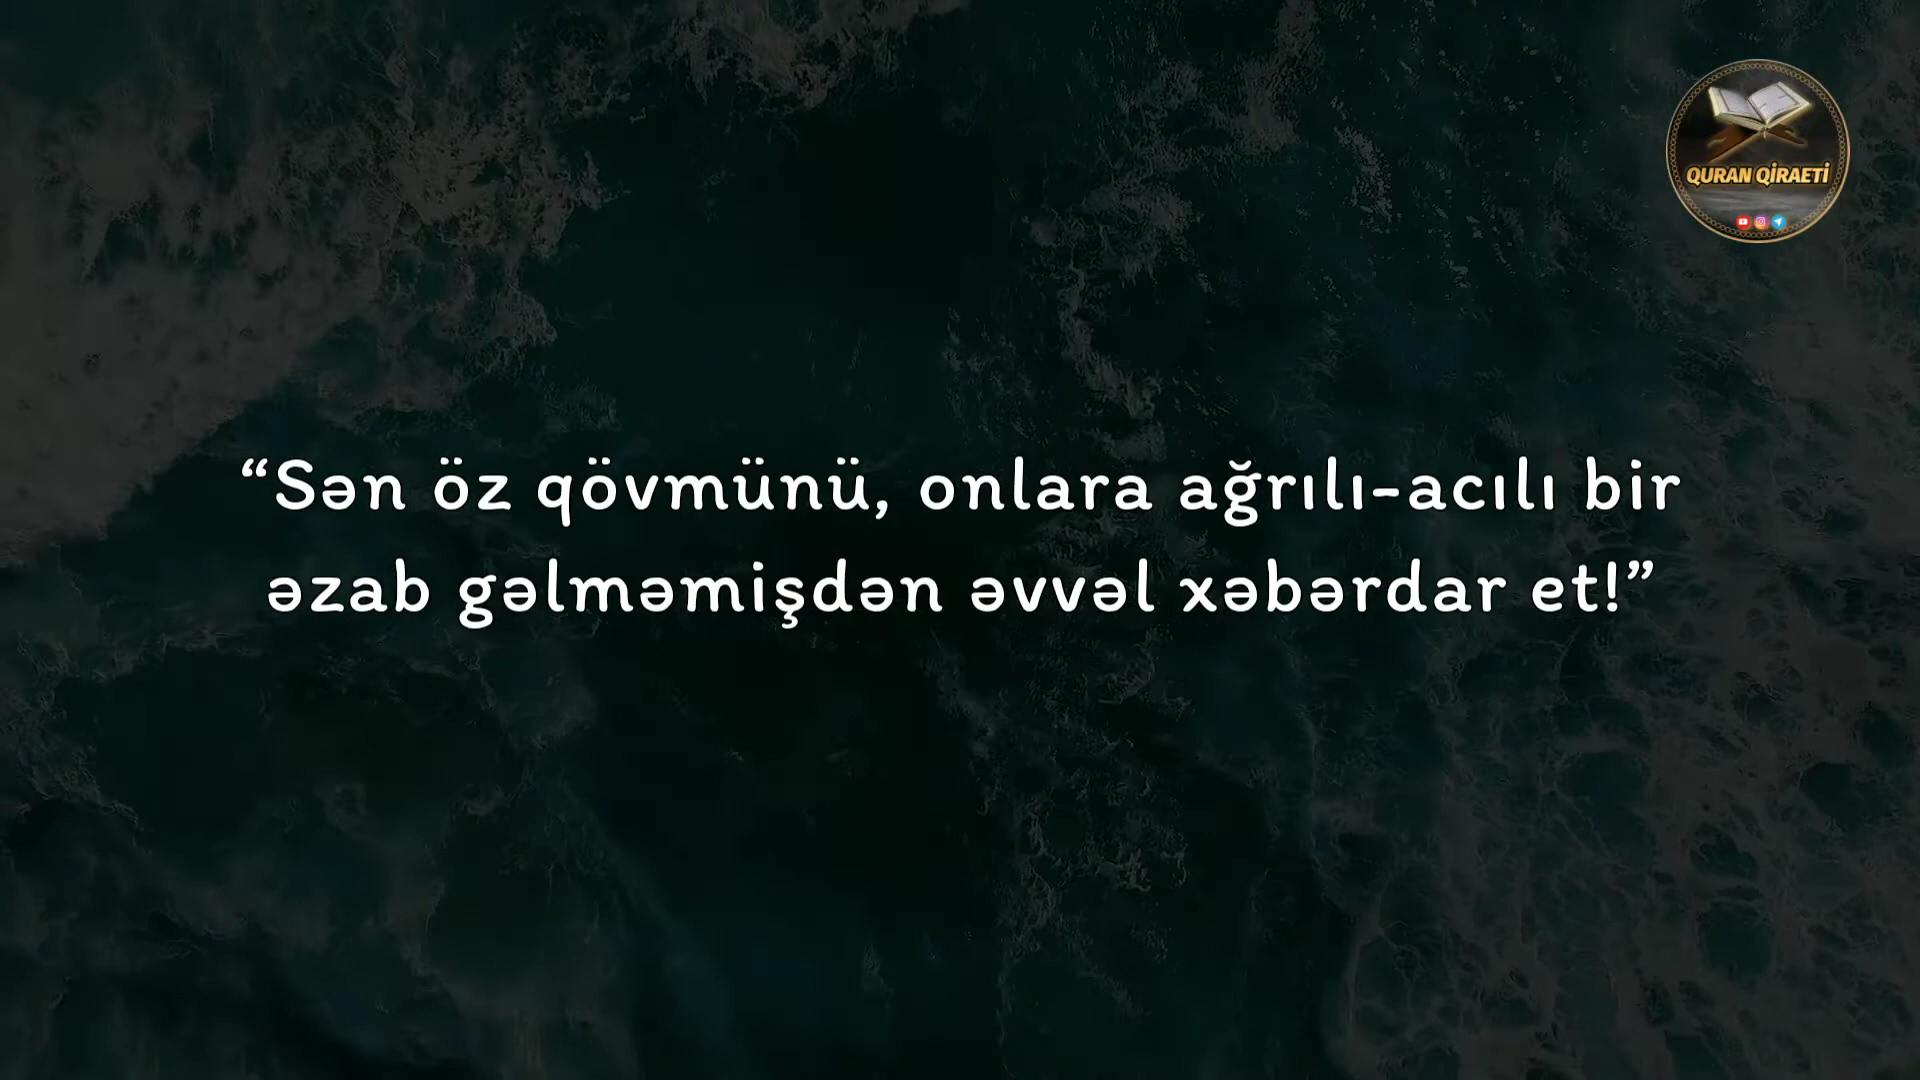 QURAN QİRAETİ
“Sən öz qövmünü, onlara ağrılı-acılı bir
əzab gəlməmişdən əvvəl xəbərdar et!”